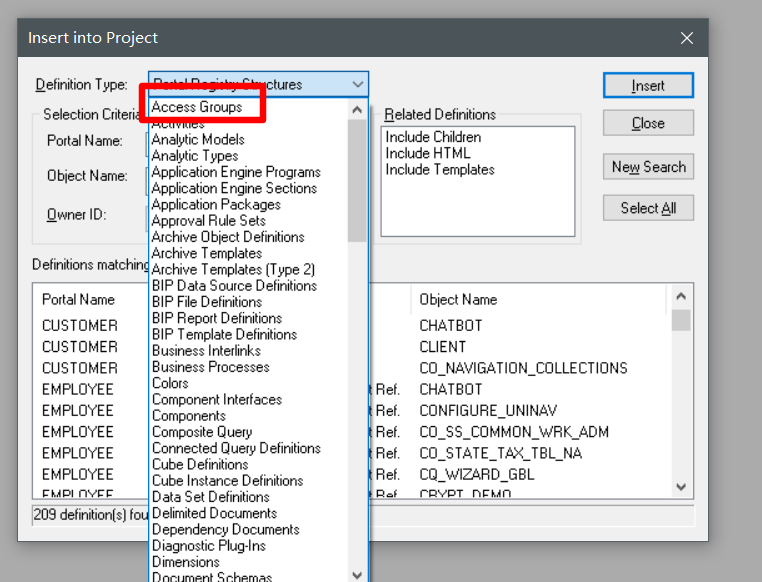 Insert into Project
Definition Type:
Portal Registry Structures
Insert
Selection Criteria
Access Groups
Related Definitions
Close
Portal Name:
Activities
Include Children
Analytic Models
Include HTML
Analytic Types
Include Templates
New Search
Object Name:
Application Engine Programs
Application Engine Sections
Application Packages
Select All
Owner ID:
Approval Rule Sets
Archive Object Definitions
Archive Templates
Definitions matching
Archive Templates (Type 2)
BIP Data Source Definitions
BIP File Definitions
BIP Report Definitions
BIP Template Definitions
Business Interlinks
Business Processes
Colors
Component Interfaces
Components
Composite Query
Connected Query Definitions
Cube Definitions
Cube Instance Definitions
Data Set Definitions
Delimited Documents
Dependency Documents
Diagnostic Plug-Ins
Dimensions
Document Schemas
Portal Name Object Name
CUSTOMER CHATBOT
CUSTOMER CLIENT
CUSTOMER CO_NAVIGATION_COLLECTIONS
EMPLOYEE t Ref. CHATBOT
EMPLOYEE t Ref. CONFIGURE_UNINAV
EMPLOYEE t Ref. CO_SS_COMMON_WRK_ADM
EMPLOYEE t Ref. CO_STATE_TAX_TBL_NA
EMPLOYEE t Ref. CQ_WIZARD_GBL
EMPLOYEE t Ref. CRYPT_DEMO
209 definition(s) fou